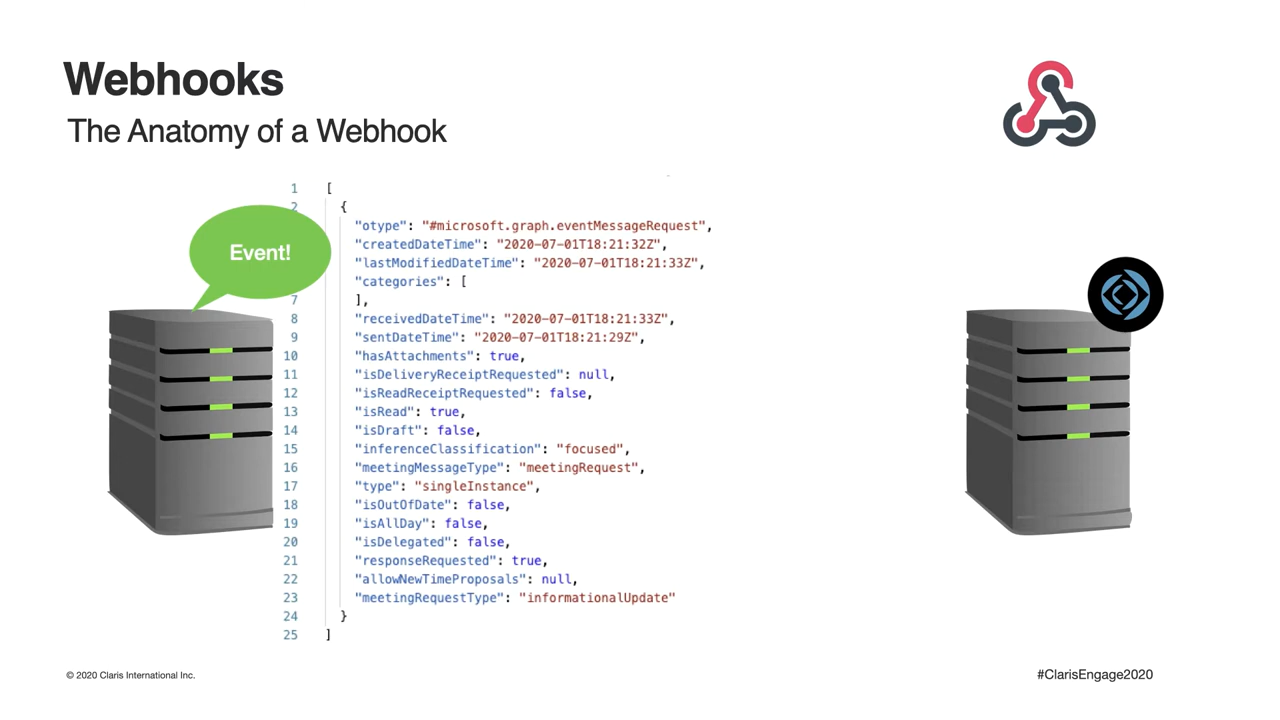 Webhooks
The Anatomy of a Webhook
1 [
2 {
"otype": "#microsoft.graph.eventMessageRequest",
"createdDateTime": "2020-07-01T18:21:32Z",
Event!
"lastModifiedDateTime": "2020-07-01T18:21:33Z",
"categories": [
7 ],
8 "receivedDateTime": "2020-07-01T18:21:33Z",
9 "sentDateTime": "2020-07-01T18:21:29Z",
10 "hasAttachments": true,
11 "isDeliveryReceiptRequested": null,
12 "isReadReceiptRequested": false,
13 "isRead": true,
14 "isDraft": false,
15 "inferenceClassification": "focused",
16 "meetingMessageType": "meetingRequest",
17 "type": "singleInstance",
18 "isOutOfDate": false,
19 "isAllDay": false,
20 "isDelegated": false,
21 "responseRequested": true,
22 "allowNewTimeProposals": null,
23 "meetingRequestType": "informationalUpdate"
24 }
25 ]
© 2020 Claris International Inc.
#ClarisEngage2020